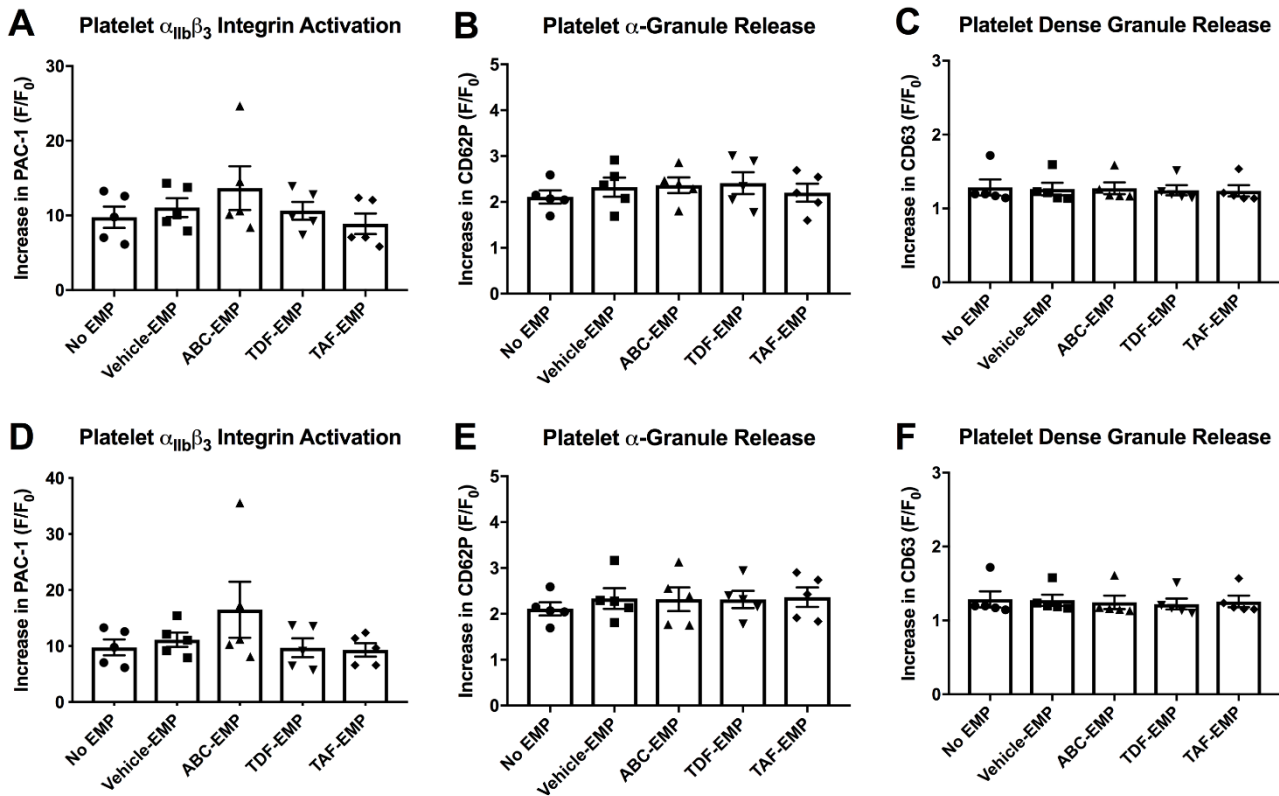 A Platelet αIIbβ3 Integrin Activation
Increase in PAC-1 (F/F0)
30
20
10
0
No EMP
Vehicle-EMP
ABC-EMP
TDF-EMP
TAF-EMP
B Platelet α-Granule Release
Increase in CD62P (F/F0)
5
4
3
2
1
0
No EMP
Vehicle-EMP
ABC-EMP
TDF-EMP
TAF-EMP
C Platelet Dense Granule Release
Increase in CD63 (F/F0)
3
2
1
0
No EMP
Vehicle-EMP
ABC-EMP
TDF-EMP
TAF-EMP
D Platelet αIIbβ3 Integrin Activation
Increase in PAC-1 (F/F0)
40
30
20
10
0
No EMP
Vehicle-EMP
ABC-EMP
TDF-EMP
TAF-EMP
E Platelet α-Granule Release
Increase in CD62P (F/F0)
5
4
3
2
1
0
No EMP
Vehicle-EMP
ABC-EMP
TDF-EMP
TAF-EMP
F Platelet Dense Granule Release
Increase in CD63 (F/F0)
3
2
1
0
No EMP
Vehicle-EMP
ABC-EMP
TDF-EMP
TAF-EMP